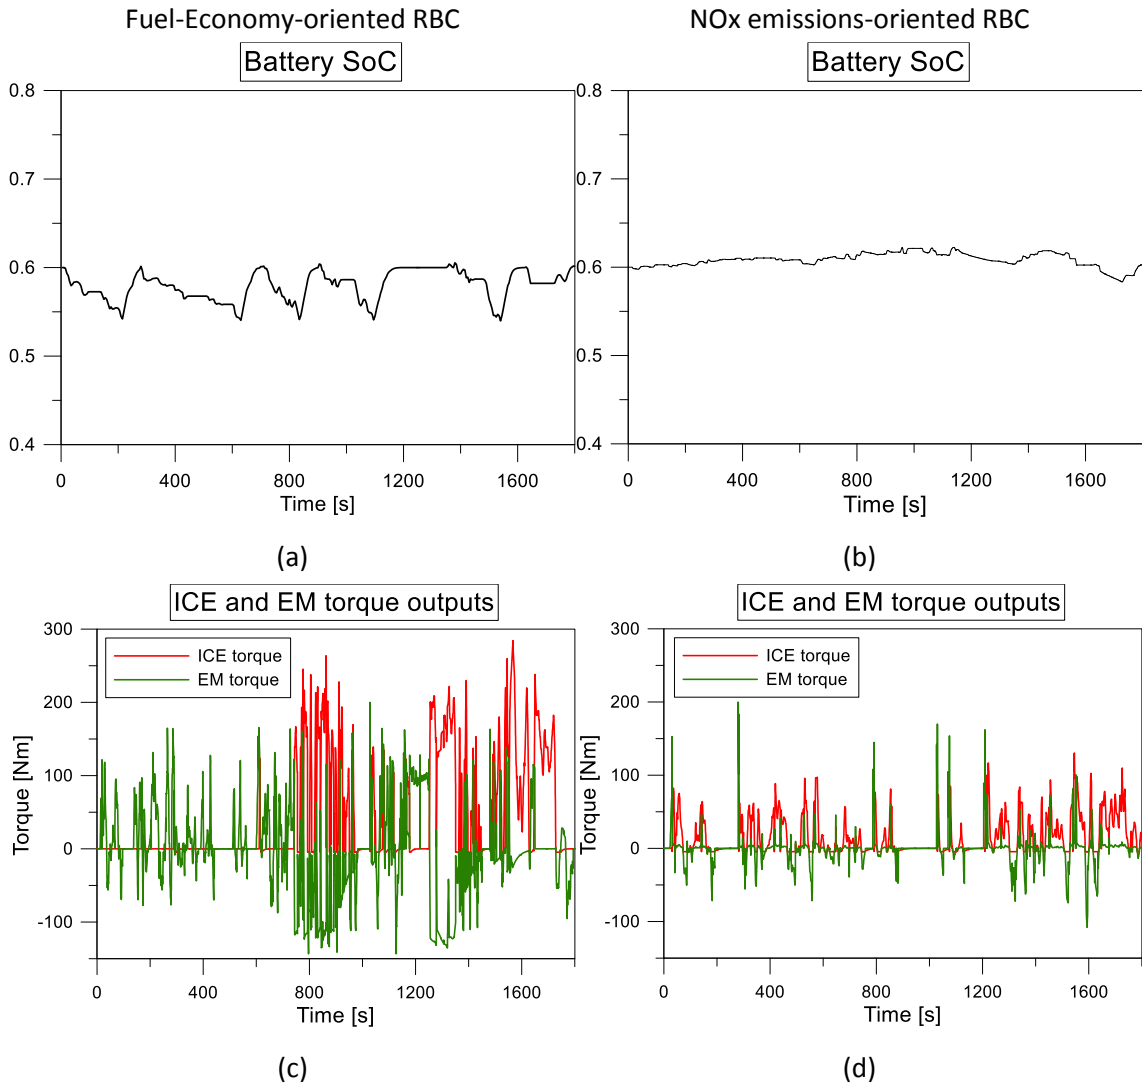 Fuel-Economy-oriented RBC
NOx emissions-oriented RBC
Battery SoC
Battery SoC
0.8
0.7
0.6
0.5
0.4
0 400 800 1200 1600
Time [s]
0.8
0.7
0.6
0.5
0.4
0 400 800 1200 1600
Time [s]
(a)
(b)
ICE and EM torque outputs
ICE and EM torque outputs
300
200
100
0
-100
Torque [Nm]
ICE torque
EM torque
0 400 800 1200 1600
Time [s]
300
200
100
0
-100
Torque [Nm]
ICE torque
EM torque
0 400 800 1200 1600
Time [s]
(c)
(d)